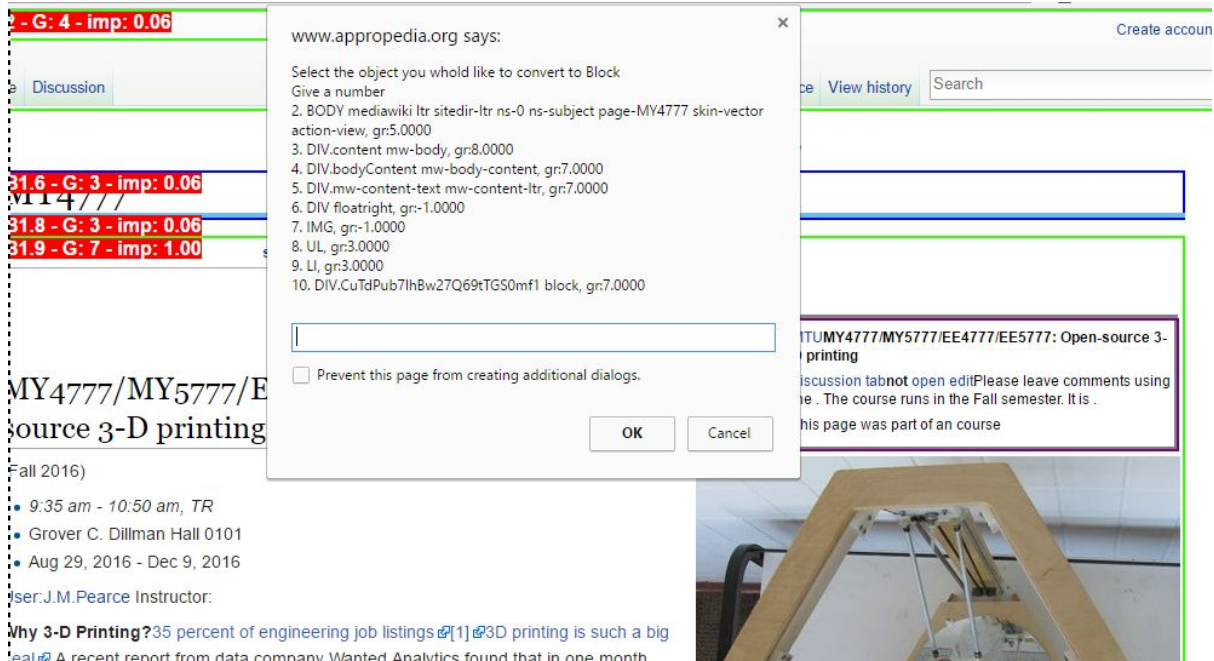 - G: 4 - imp: 0.06
www.appropedia.org says:
×
Create accoun
Discussion
View history
Search
Select the object you whold like to convert to Block
Give a number
2. BODY mediawiki ltr sitedir-ltr ns-0 ns-subject page-MY4777 skin-vector
action-view, gr:5.0000
3. DIV.content mw-body, gr:8.0000
4. DIV.bodyContent mw-body-content, gr:7.0000
5. DIV.mw-content-text mw-content-ltr, gr:7.0000
6. DIV floatright, gr:-1.0000
7. IMG, gr:-1.0000
8. UL, gr:3.0000
9. LI, gr:3.0000
10. DIV.CuTdPub7lhBw27Q69tTGS0mf1 block, gr:7.0000
31.6 - G: 3 - imp: 0.06
MY4777
31.8 - G: 3 - imp: 0.06
31.9 - G: 7 - imp: 1.00
Prevent this page from creating additional dialogs.
OK
Cancel
MTUMY4777/MY5777/EE4777/EE5777: Open-source 3-
printing
iscussion tabnot open editPlease leave comments using
. The course runs in the Fall semester. It is .
his page was part of an course
MY4777/MY5777/E
source 3-D printing
Fall 2016)
• 9:35 am - 10:50 am, TR
• Grover C. Dillman Hall 0101
• Aug 29, 2016 - Dec 9, 2016
User:J.M.Pearce Instructor:
Why 3-D Printing?35 percent of engineering job listings [1] 3D printing is such a big
eal A recent report from data company Wanted Analytics found that in one month